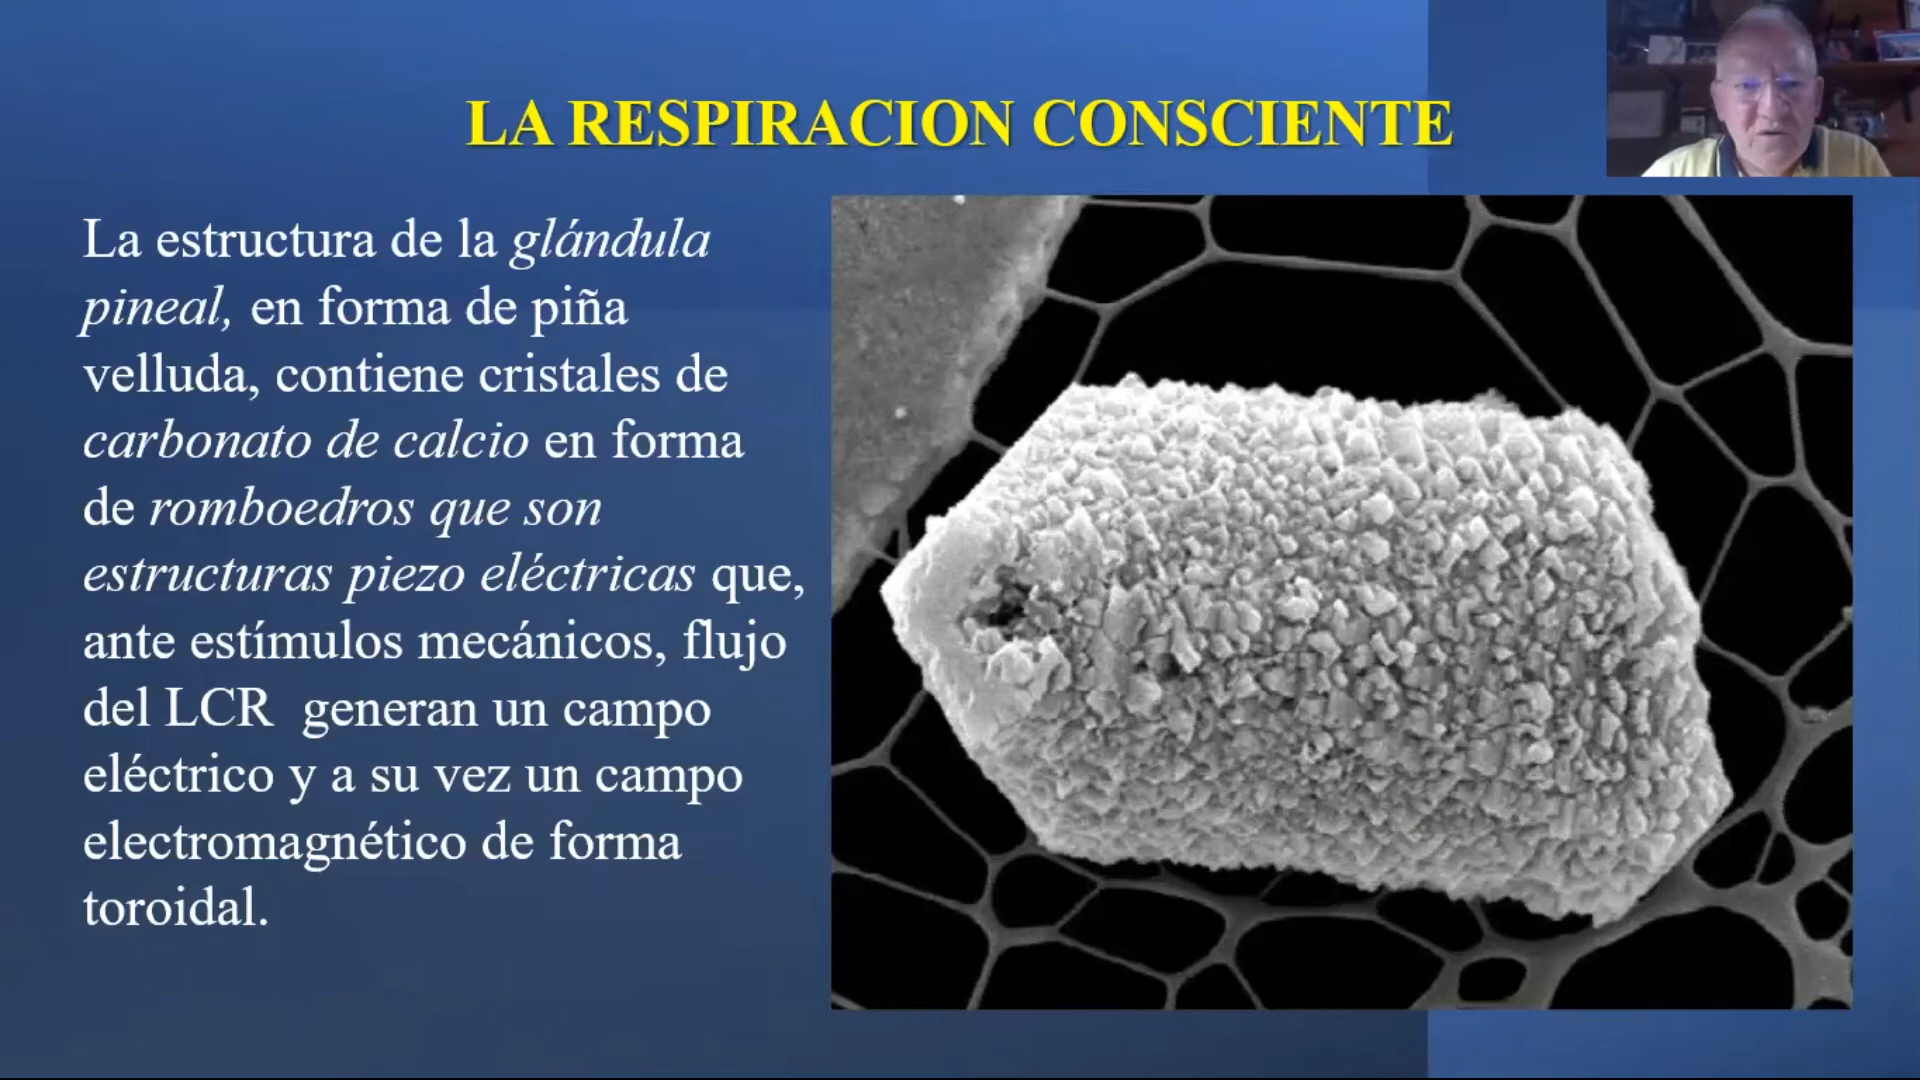 LA RESPIRACION CONSCIENTE
La estructura de la glándula
pineal, en forma de piña
velluda, contiene cristales de
carbonato de calcio en forma
de romboedros que son
estructuras piezo eléctricas que,
ante estímulos mecánicos, flujo
del LCR  generan un campo
eléctrico y a su vez un campo
electromagnético de forma
toroidal.